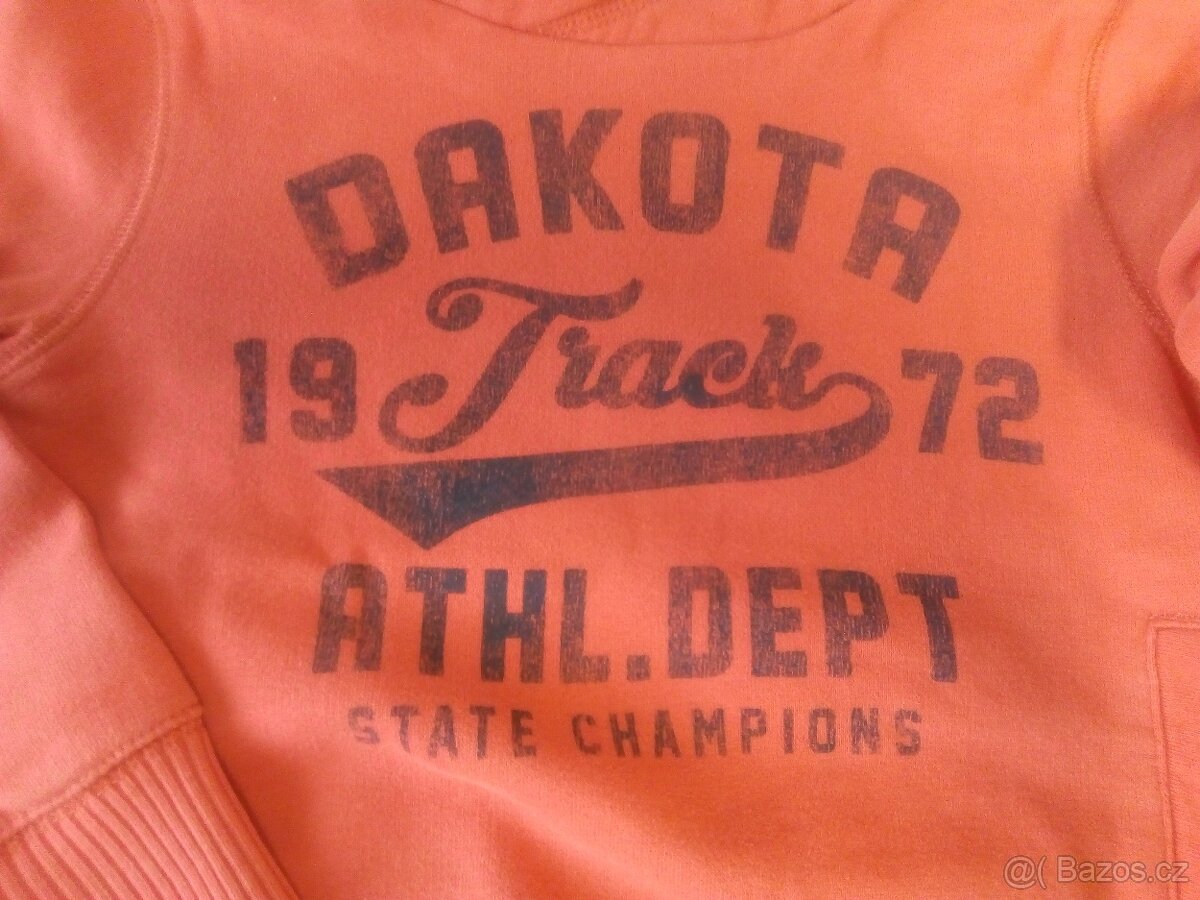 DAKOTA
19 Track 72
ATHL.DEPT
STATE CHAMPIONS
@( Bazos.cz